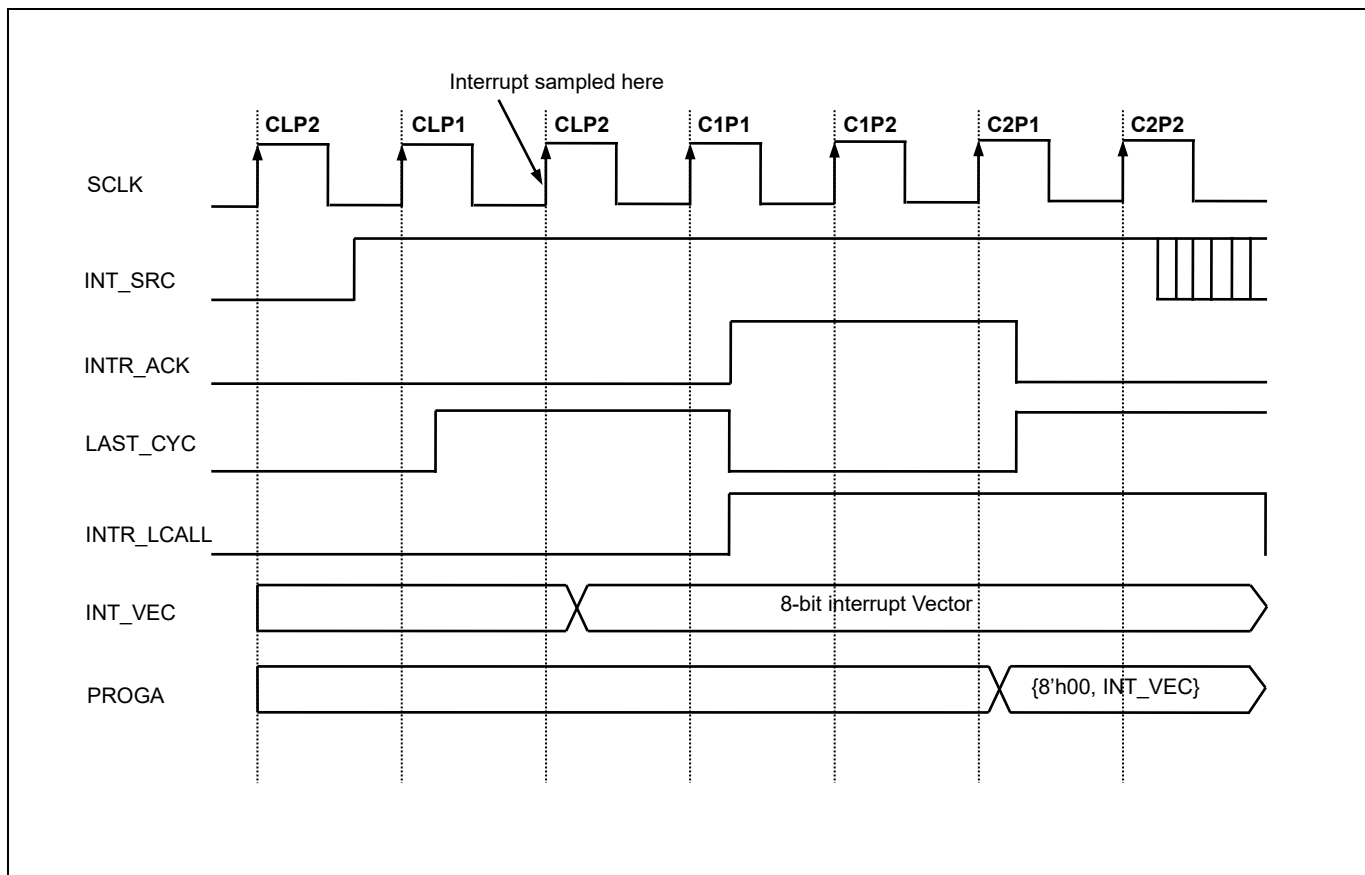 Interrupt sampled here
CLP2 CLP1 CLP2 C1P1 C1P2 C2P1 C2P2
SCLK
INT_SRC
INTR_ACK
LAST_CYC
INTR_LCALL
INT_VEC 8-bit interrupt Vector
PROGA {8’h00, INT_VEC}